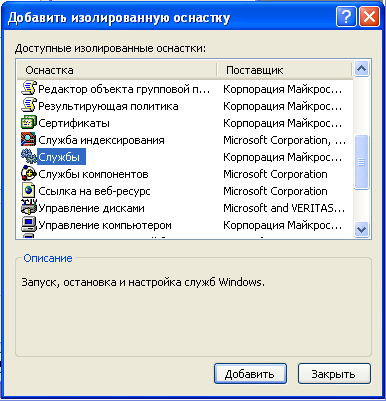 Добавить изолированную оснастку
Доступные изолированные оснастки:
Оснастка Поставщик
Редактор объекта групповой п... Корпорация Майкрос...
Результирующая политика Корпорация Майкрос...
Сертификаты Корпорация Майкрос...
Служба индексирования Microsoft Corporation, ...
Службы Корпорация Майкрос...
Службы компонентов Microsoft Corporation
Ссылка на веб-ресурс Microsoft Corporation
Управление дисками Microsoft and VERITAS...
Управление компьютером Корпорация Майкрос...
Описание
Запуск, остановка и настройка служб Windows.
Добавить Закрыть